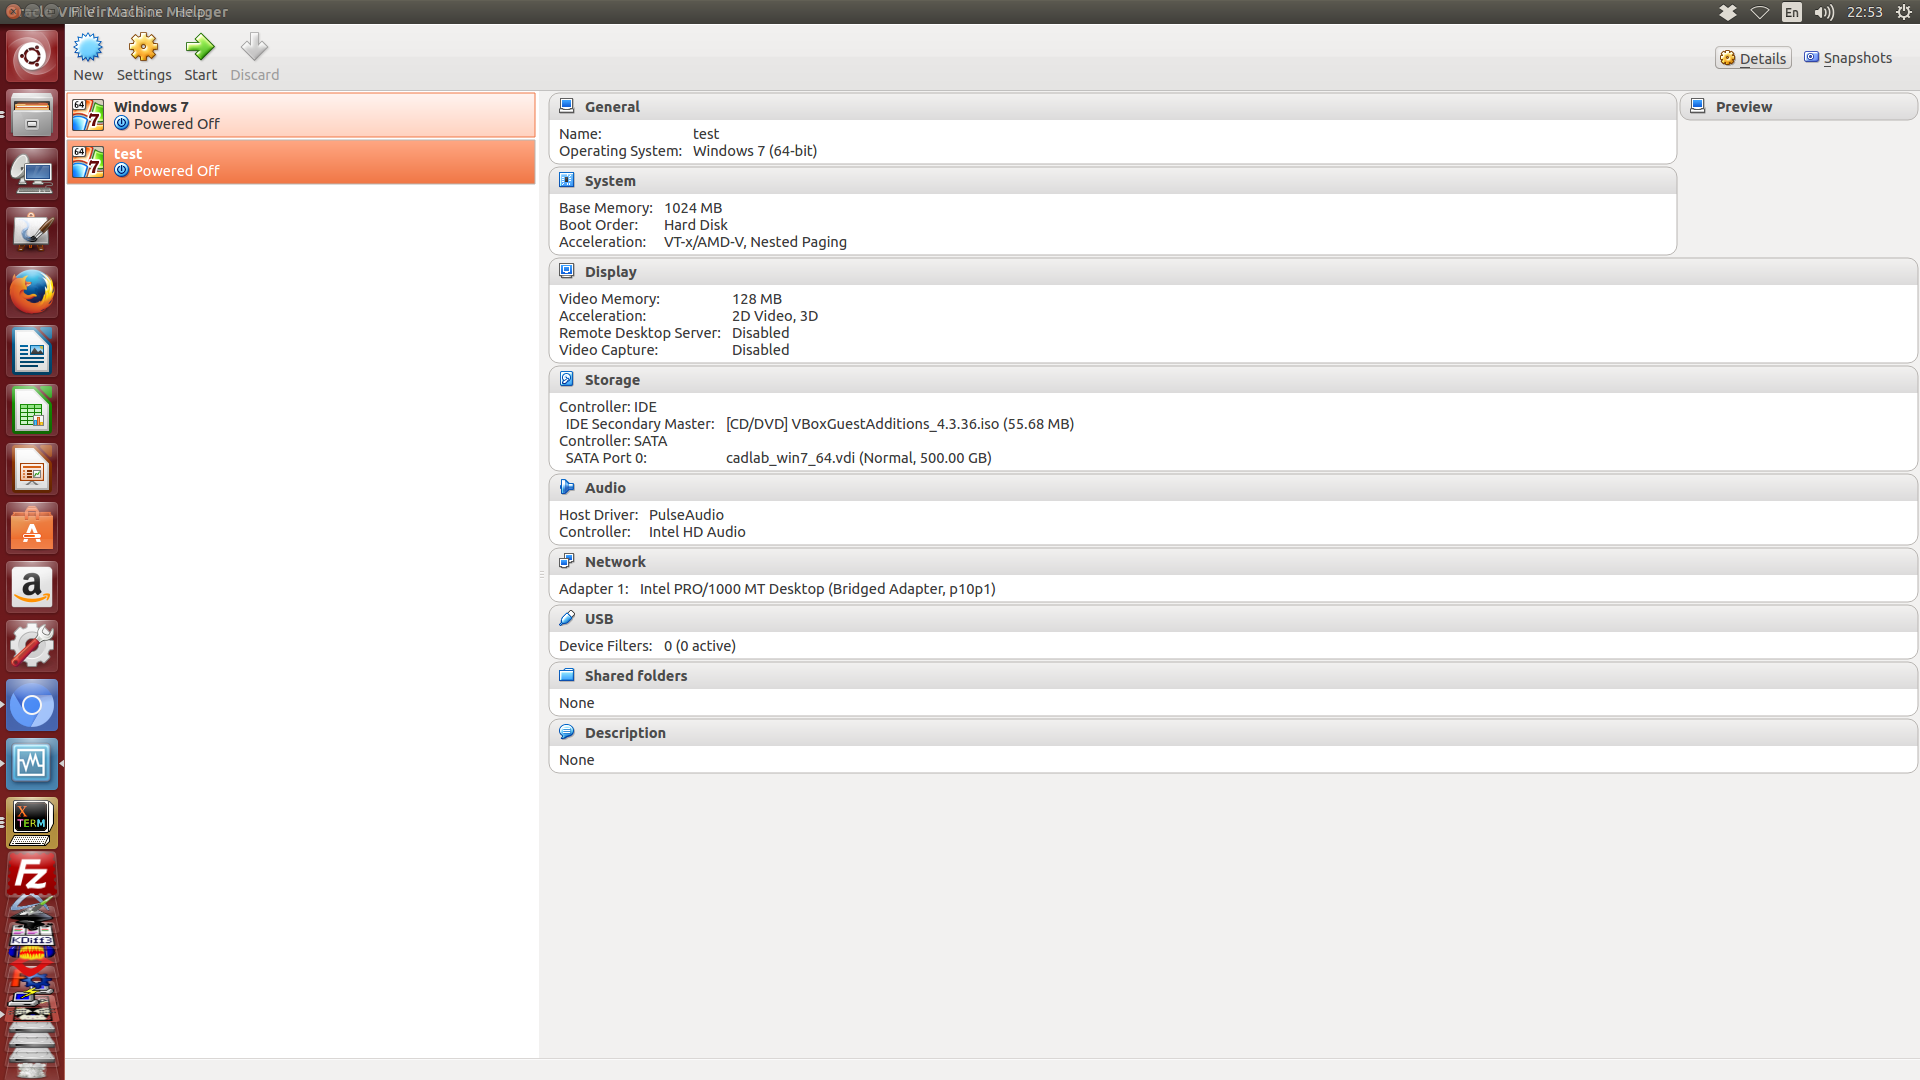 22:53
En
New
Settings
Start
Discard
Details
Snapshots
64
Windows 7
Powered Off
64
test
Powered Off
General
Name: test
Operating System: Windows 7 (64-bit)
Preview
System
Base Memory: 1024 MB
Boot Order: Hard Disk
Acceleration: VT-x/AMD-V, Nested Paging
Display
Video Memory: 128 MB
Acceleration: 2D Video, 3D
Remote Desktop Server: Disabled
Video Capture: Disabled
Storage
Controller: IDE
IDE Secondary Master: [CD/DVD] VBoxGuestAdditions_4.3.36.iso (55.68 MB)
Controller: SATA
SATA Port 0: cadlab_win7_64.vdi (Normal, 500.00 GB)
Audio
Host Driver: PulseAudio
Controller: Intel HD Audio
Network
Adapter 1: Intel PRO/1000 MT Desktop (Bridged Adapter, p10p1)
USB
Device Filters: 0 (0 active)
Shared folders
None
Description
None
X
TERM
FZ
KDiff3